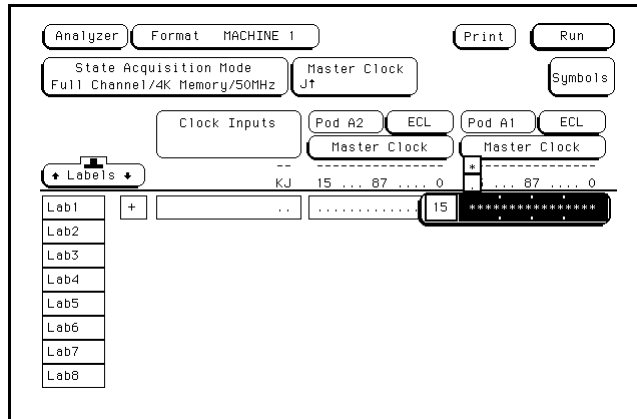 Analyzer Format MACHINE 1 Print Run
State Acquisition Mode Master Clock Symbols
Full Channel/4K Memory/50MHz J↑
Clock Inputs Pod A2 ECL Pod A1 ECL
Master Clock Master Clock
-- ---------------- * ----------------
↑ Labels ↓ KJ 15 ... 87 .... 0 . ... 87 .... 0
Lab1 + .. ............. 15 ****************
Lab2
Lab3
Lab4
Lab5
Lab6
Lab7
Lab8